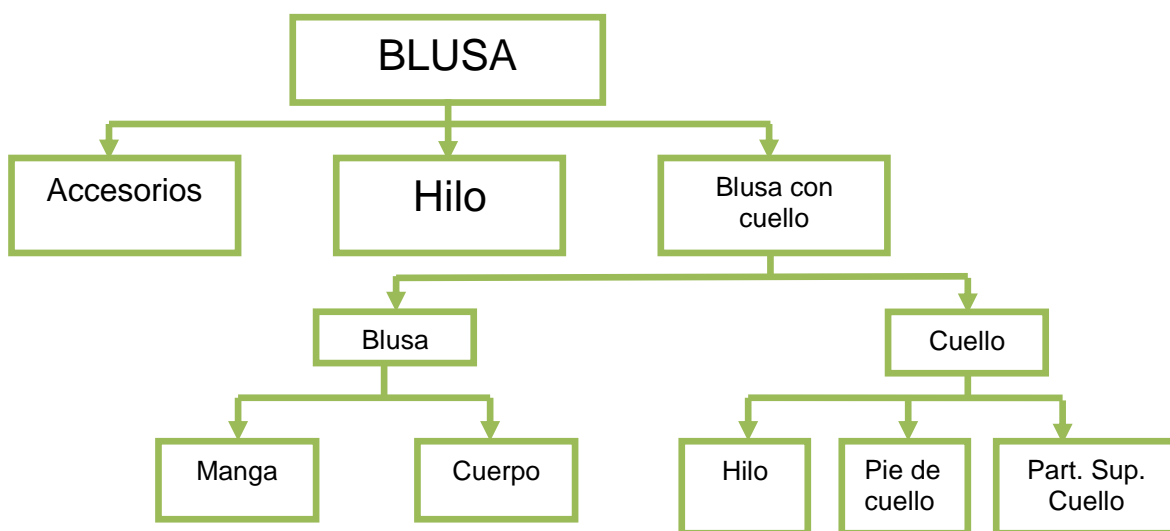 BLUSA
Accesorios
Hilo
Blusa con
cuello
Blusa
Cuello
Manga
Cuerpo
Hilo
Pie de
cuello
Part. Sup.
Cuello